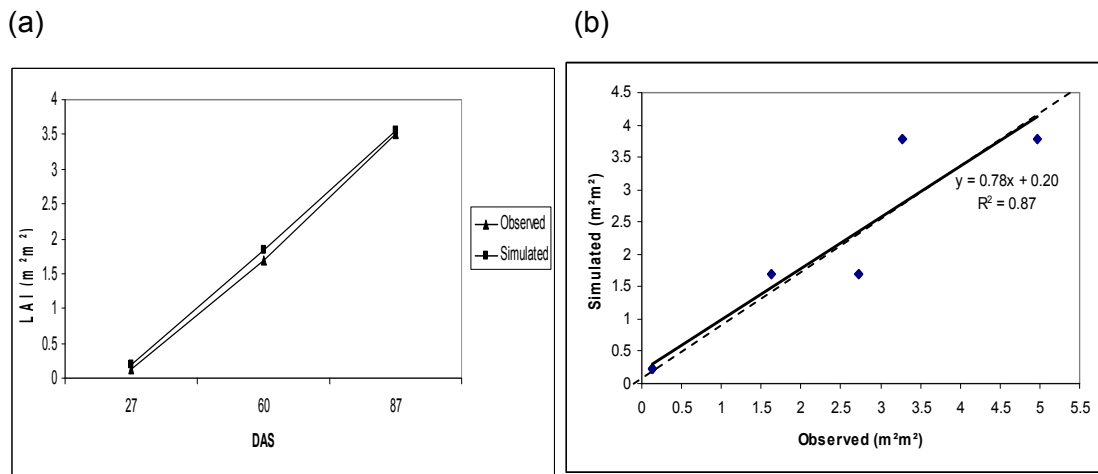 (a)
(b)
4
3.5
3
2.5
2
1.5
1
0.5
0
LAI (m²m²)
27 60 87
DAS
Observed
Simulated
4.5
4
3.5
3
2.5
2
1.5
1
0.5
0
Simulated (m²m²)
y = 0.78x + 0.20
R² = 0.87
0 0.5 1 1.5 2 2.5 3 3.5 4 4.5 5 5.5
Observed (m²m²)